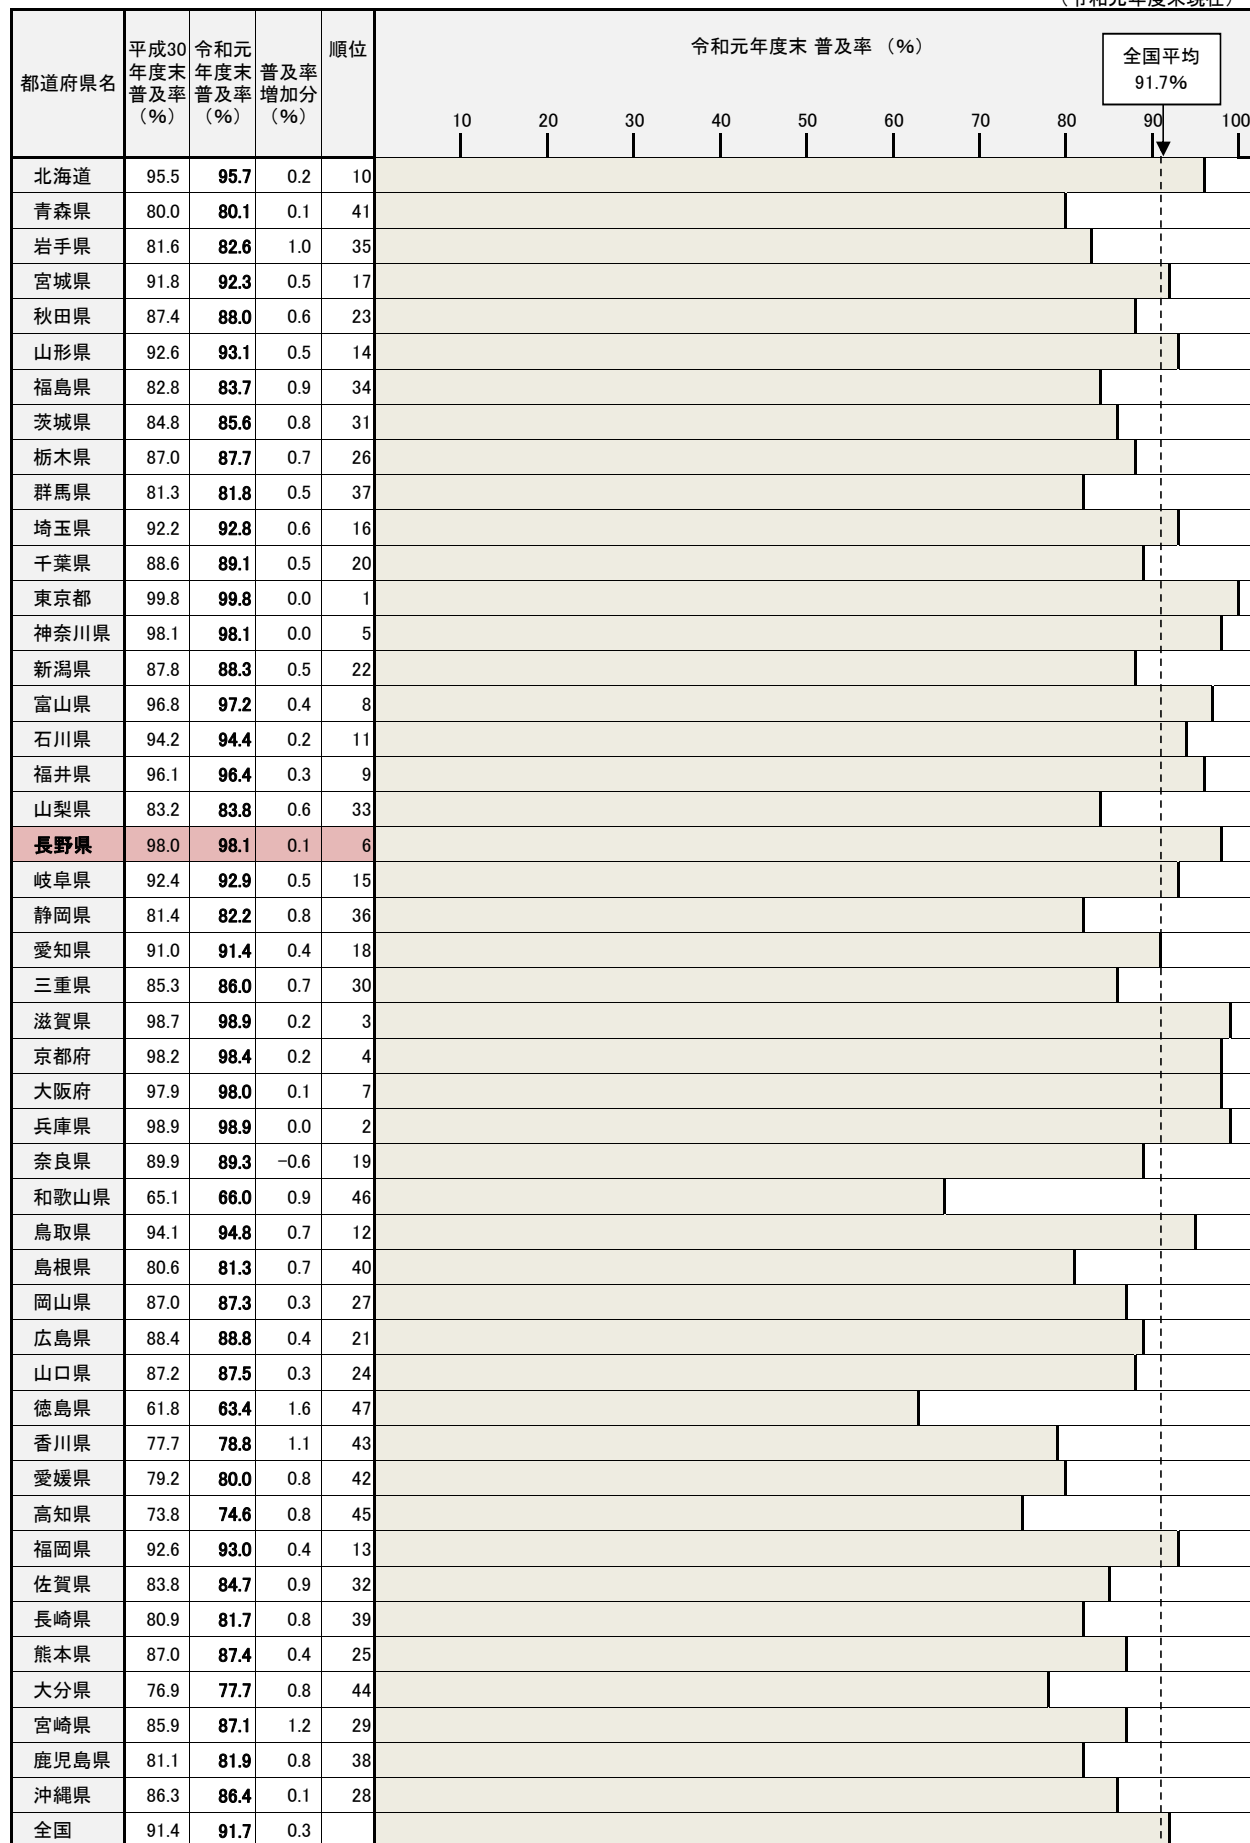 (令和元年度末現在)
都道府県名 平成30年度末普及率(%) 令和元年度末普及率(%) 普及率増加分(%) 順位 令和元年度末 普及率 (%)
全国平均
91.7%
10 20 30 40 50 60 70 80 90 100
北海道 95.5 95.7 0.2 10
青森県 80.0 80.1 0.1 41
岩手県 81.6 82.6 1.0 35
宮城県 91.8 92.3 0.5 17
秋田県 87.4 88.0 0.6 23
山形県 92.6 93.1 0.5 14
福島県 82.8 83.7 0.9 34
茨城県 84.8 85.6 0.8 31
栃木県 87.0 87.7 0.7 26
群馬県 81.3 81.8 0.5 37
埼玉県 92.2 92.8 0.6 16
千葉県 88.6 89.1 0.5 20
東京都 99.8 99.8 0.0 1
神奈川県 98.1 98.1 0.0 5
新潟県 87.8 88.3 0.5 22
富山県 96.8 97.2 0.4 8
石川県 94.2 94.4 0.2 11
福井県 96.1 96.4 0.3 9
山梨県 83.2 83.8 0.6 33
長野県 98.0 98.1 0.1 6
岐阜県 92.4 92.9 0.5 15
静岡県 81.4 82.2 0.8 36
愛知県 91.0 91.4 0.4 18
三重県 85.3 86.0 0.7 30
滋賀県 98.7 98.9 0.2 3
京都府 98.2 98.4 0.2 4
大阪府 97.9 98.0 0.1 7
兵庫県 98.9 98.9 0.0 2
奈良県 89.9 89.3 -0.6 19
和歌山県 65.1 66.0 0.9 46
鳥取県 94.1 94.8 0.7 12
島根県 80.6 81.3 0.7 40
岡山県 87.0 87.3 0.3 27
広島県 88.4 88.8 0.4 21
山口県 87.2 87.5 0.3 24
徳島県 61.8 63.4 1.6 47
香川県 77.7 78.8 1.1 43
愛媛県 79.2 80.0 0.8 42
高知県 73.8 74.6 0.8 45
福岡県 92.6 93.0 0.4 13
佐賀県 83.8 84.7 0.9 32
長崎県 80.9 81.7 0.8 39
熊本県 87.0 87.4 0.4 25
大分県 76.9 77.7 0.8 44
宮崎県 85.9 87.1 1.2 29
鹿児島県 81.1 81.9 0.8 38
沖縄県 86.3 86.4 0.1 28
全国 91.4 91.7 0.3